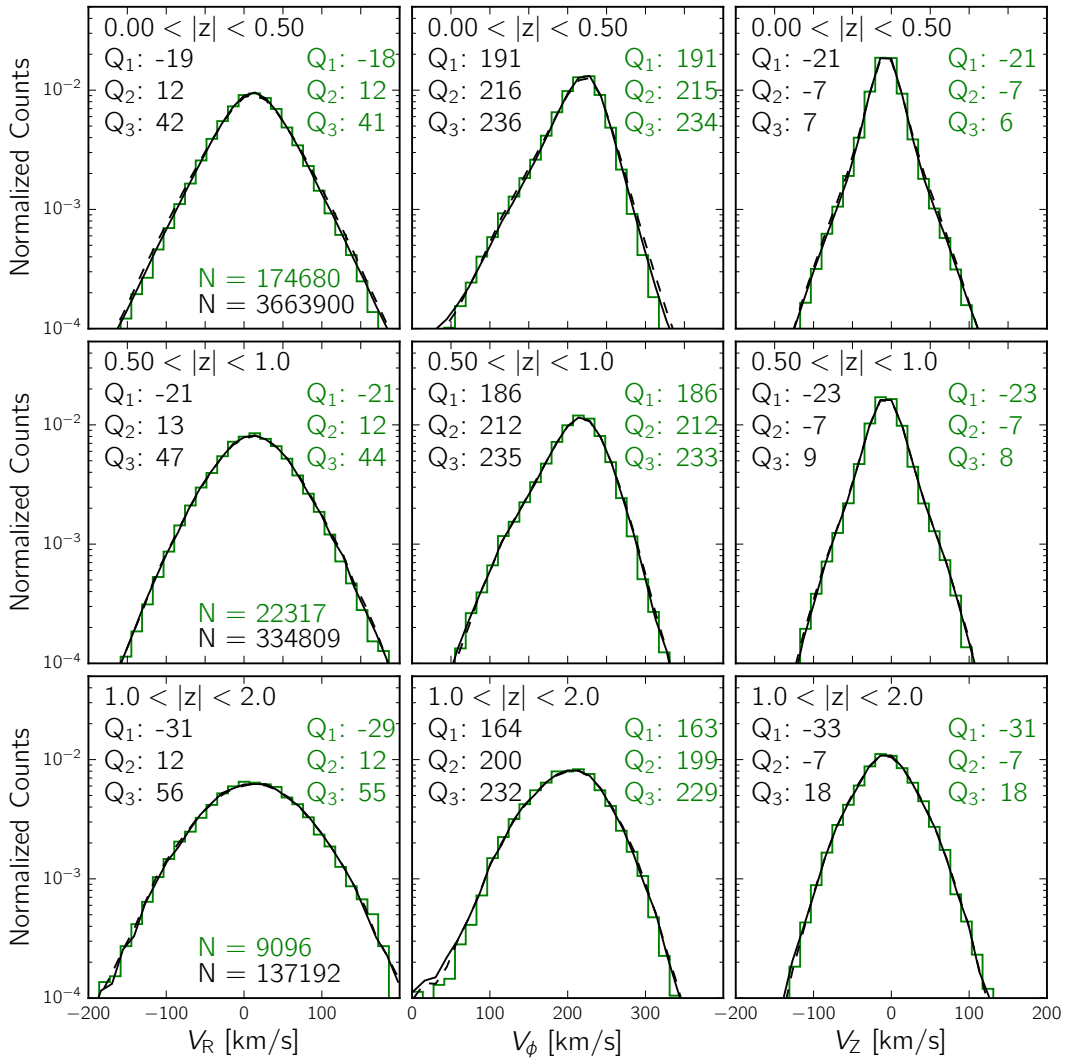 0.00 < |z| < 0.50
Q₁: -19
Q₂: 12
Q₃: 42
Q₁: -18
Q₂: 12
Q₃: 41
N = 174680
N = 3663900
Normalized Counts
10⁻²
10⁻³
10⁻⁴
0.00 < |z| < 0.50
Q₁: 191
Q₂: 216
Q₃: 236
Q₁: 191
Q₂: 215
Q₃: 234
0.00 < |z| < 0.50
Q₁: -21
Q₂: -7
Q₃: 7
Q₁: -21
Q₂: -7
Q₃: 6
0.50 < |z| < 1.0
Q₁: -21
Q₂: 13
Q₃: 47
Q₁: -21
Q₂: 12
Q₃: 44
N = 22317
N = 334809
Normalized Counts
10⁻²
10⁻³
10⁻⁴
0.50 < |z| < 1.0
Q₁: 186
Q₂: 212
Q₃: 235
Q₁: 186
Q₂: 212
Q₃: 233
0.50 < |z| < 1.0
Q₁: -23
Q₂: -7
Q₃: 9
Q₁: -23
Q₂: -7
Q₃: 8
1.0 < |z| < 2.0
Q₁: -31
Q₂: 12
Q₃: 56
Q₁: -29
Q₂: 12
Q₃: 55
N = 9096
N = 137192
Normalized Counts
10⁻²
10⁻³
10⁻⁴
1.0 < |z| < 2.0
Q₁: 164
Q₂: 200
Q₃: 232
Q₁: 163
Q₂: 199
Q₃: 229
1.0 < |z| < 2.0
Q₁: -33
Q₂: -7
Q₃: 18
Q₁: -31
Q₂: -7
Q₃: 18
−200 −100 0 100
0 100 200 300
−200 −100 0 100 200
V_R [km/s]
V_ϕ [km/s]
V_Z [km/s]